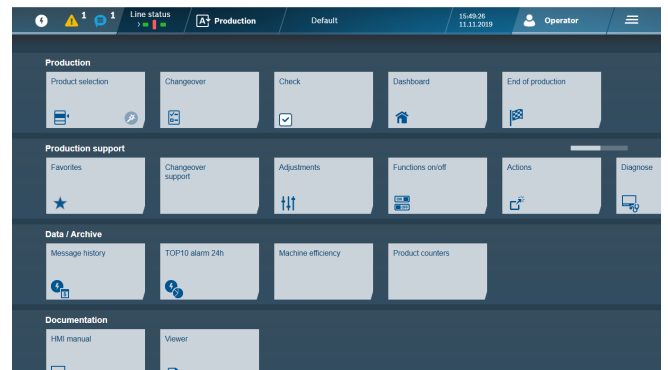 1 1 Line status A Production Default 15:49:26 11.11.2019 Operator
Production
Product selection Changeover Check Dashboard End of production
Production support
Favorites Changeover support Adjustments Functions on/off Actions Diagnose
Data / Archive
Message history TOP10 alarm 24h Machine efficiency Product counters
Documentation
HMI manual Viewer